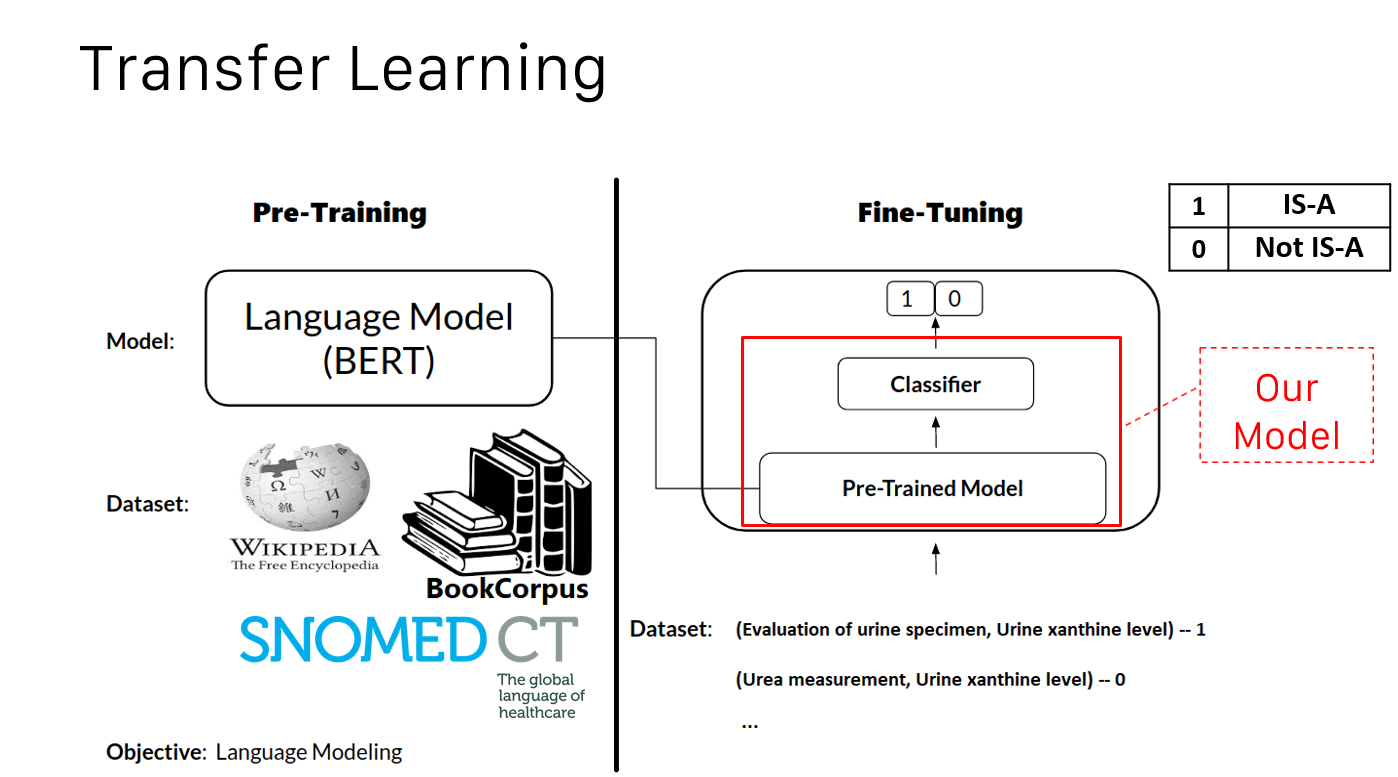 Transfer Learning
Pre-Training
Fine-Tuning
1 IS-A
0 Not IS-A
Model:
Language Model
(BERT)
1 0
Classifier
Pre-Trained Model
Our
Model
Dataset:
Ω W И 維 7
WIKIPEDIA
The Free Encyclopedia
BookCorpus
SNOMED CT
The global
language of
healthcare
Dataset: (Evaluation of urine specimen, Urine xanthine level) -- 1
(Urea measurement, Urine xanthine level) -- 0
...
Objective: Language Modeling